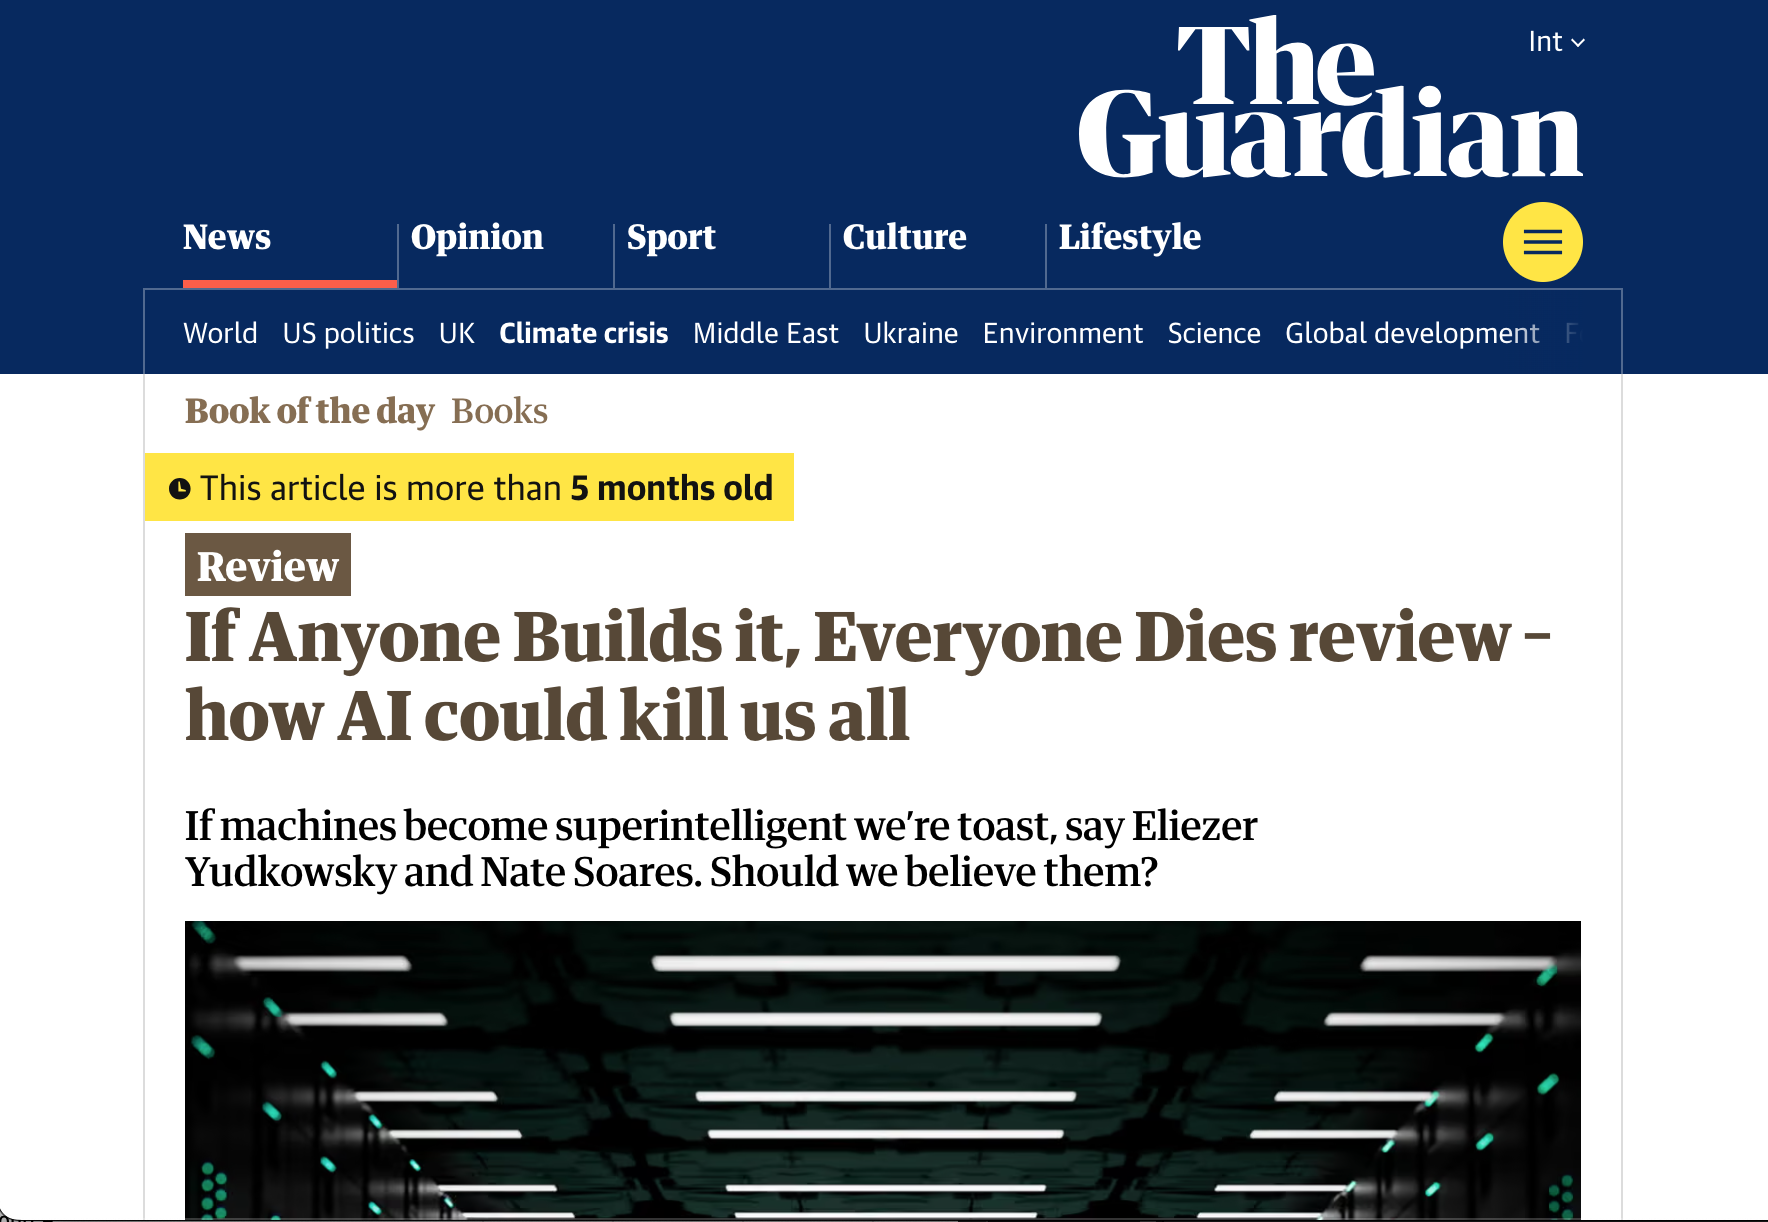 The
Guardian
Int
News Opinion Sport Culture Lifestyle
World US politics UK Climate crisis Middle East Ukraine Environment Science Global development
Book of the day Books
This article is more than 5 months old
Review
If Anyone Builds it, Everyone Dies review –
how AI could kill us all
If machines become superintelligent we’re toast, say Eliezer
Yudkowsky and Nate Soares. Should we believe them?